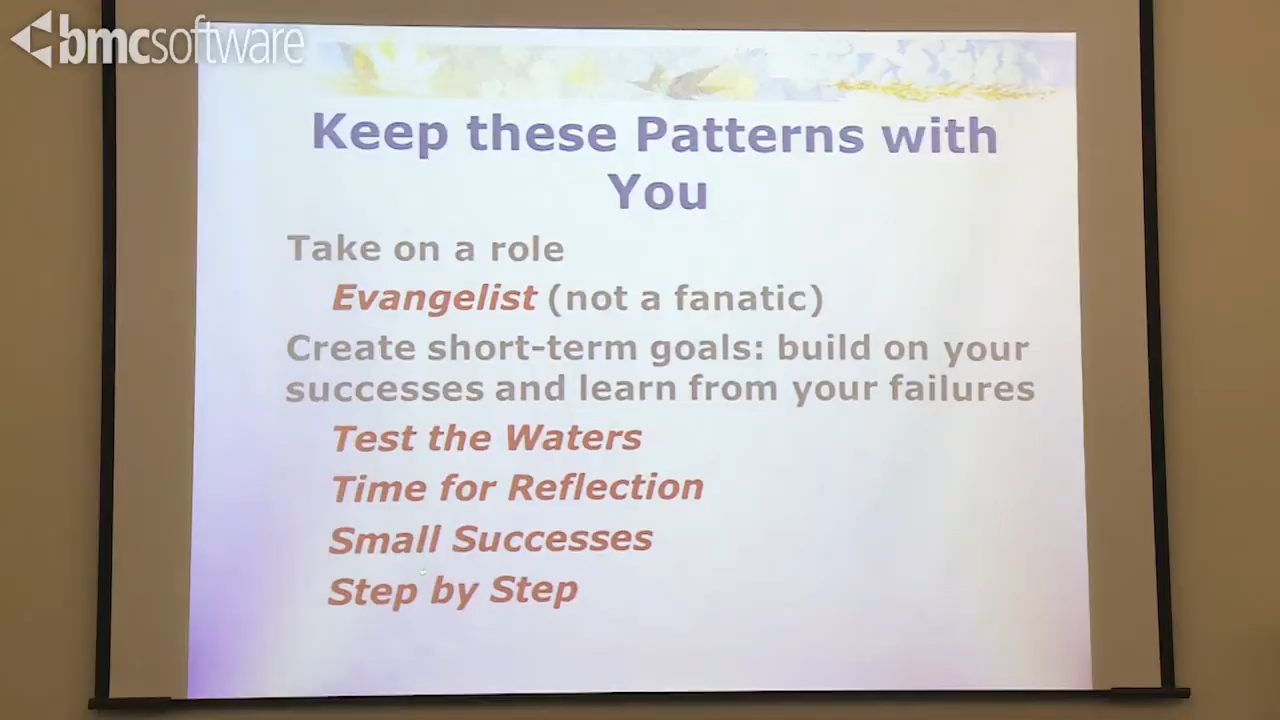 bmcsoftware
Keep these Patterns with
You
Take on a role
Evangelist (not a fanatic)
Create short-term goals: build on your
successes and learn from your failures
Test the Waters
Time for Reflection
Small Successes
Step by Step